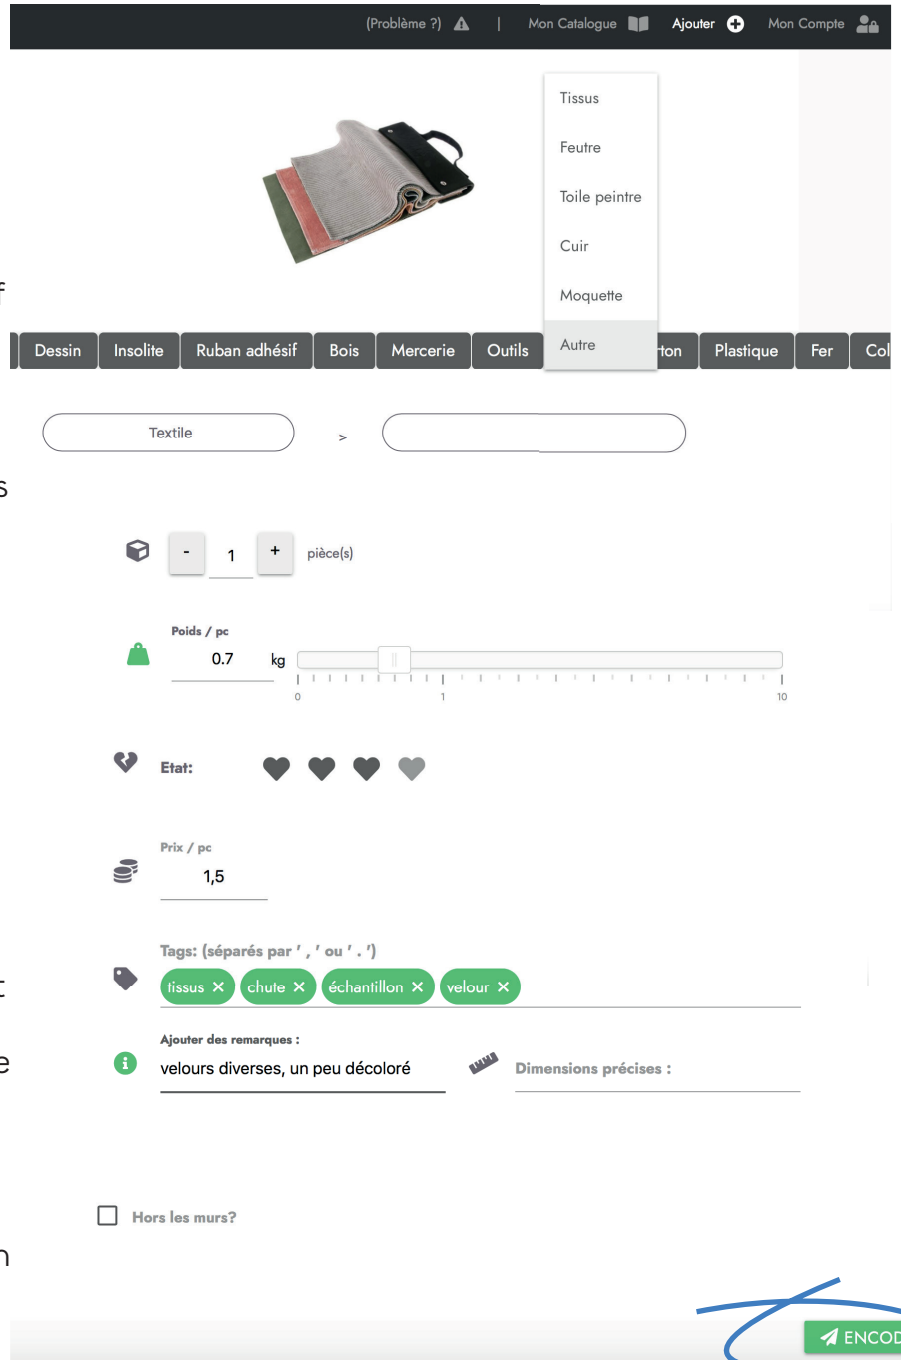 (Problème ?) | Mon Catalogue Ajouter Mon Compte
Tissus
Feutre
Toile peintre
Cuir
Moquette
Autre
f
Dessin Insolite Ruban adhésif Bois Mercerie Outils rton Plastique Fer Col
Textile >
s
- 1 + pièce(s)
Poids / pc
0.7 kg
0 1 10
Etat:
Prix / pc
1,5
Tags: (séparés par ' , ' ou ' . ')
t
tissus × chute × échantillon × velour ×
Ajouter des remarques :
e
velours diverses, un peu décoloré Dimensions précises :
Hors les murs?
n
ENCOD